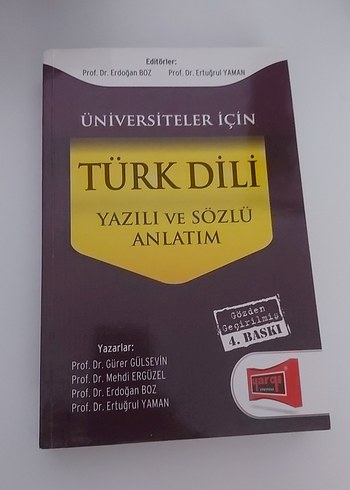 Editörler:
Prof. Dr. Erdoğan BOZ Prof. Dr. Ertuğrul YAMAN
ÜNİVERSİTELER İÇİN
TÜRK DİLİ
YAZILI VE SÖZLÜ
ANLATIM
Gözden
Geçirilmiş
4. BASKI
Yazarlar:
Prof. Dr. Gürer GÜLSEVİN
Prof. Dr. Mehdi ERGÜZEL
Prof. Dr. Erdoğan BOZ
Prof. Dr. Ertuğrul YAMAN
yargı